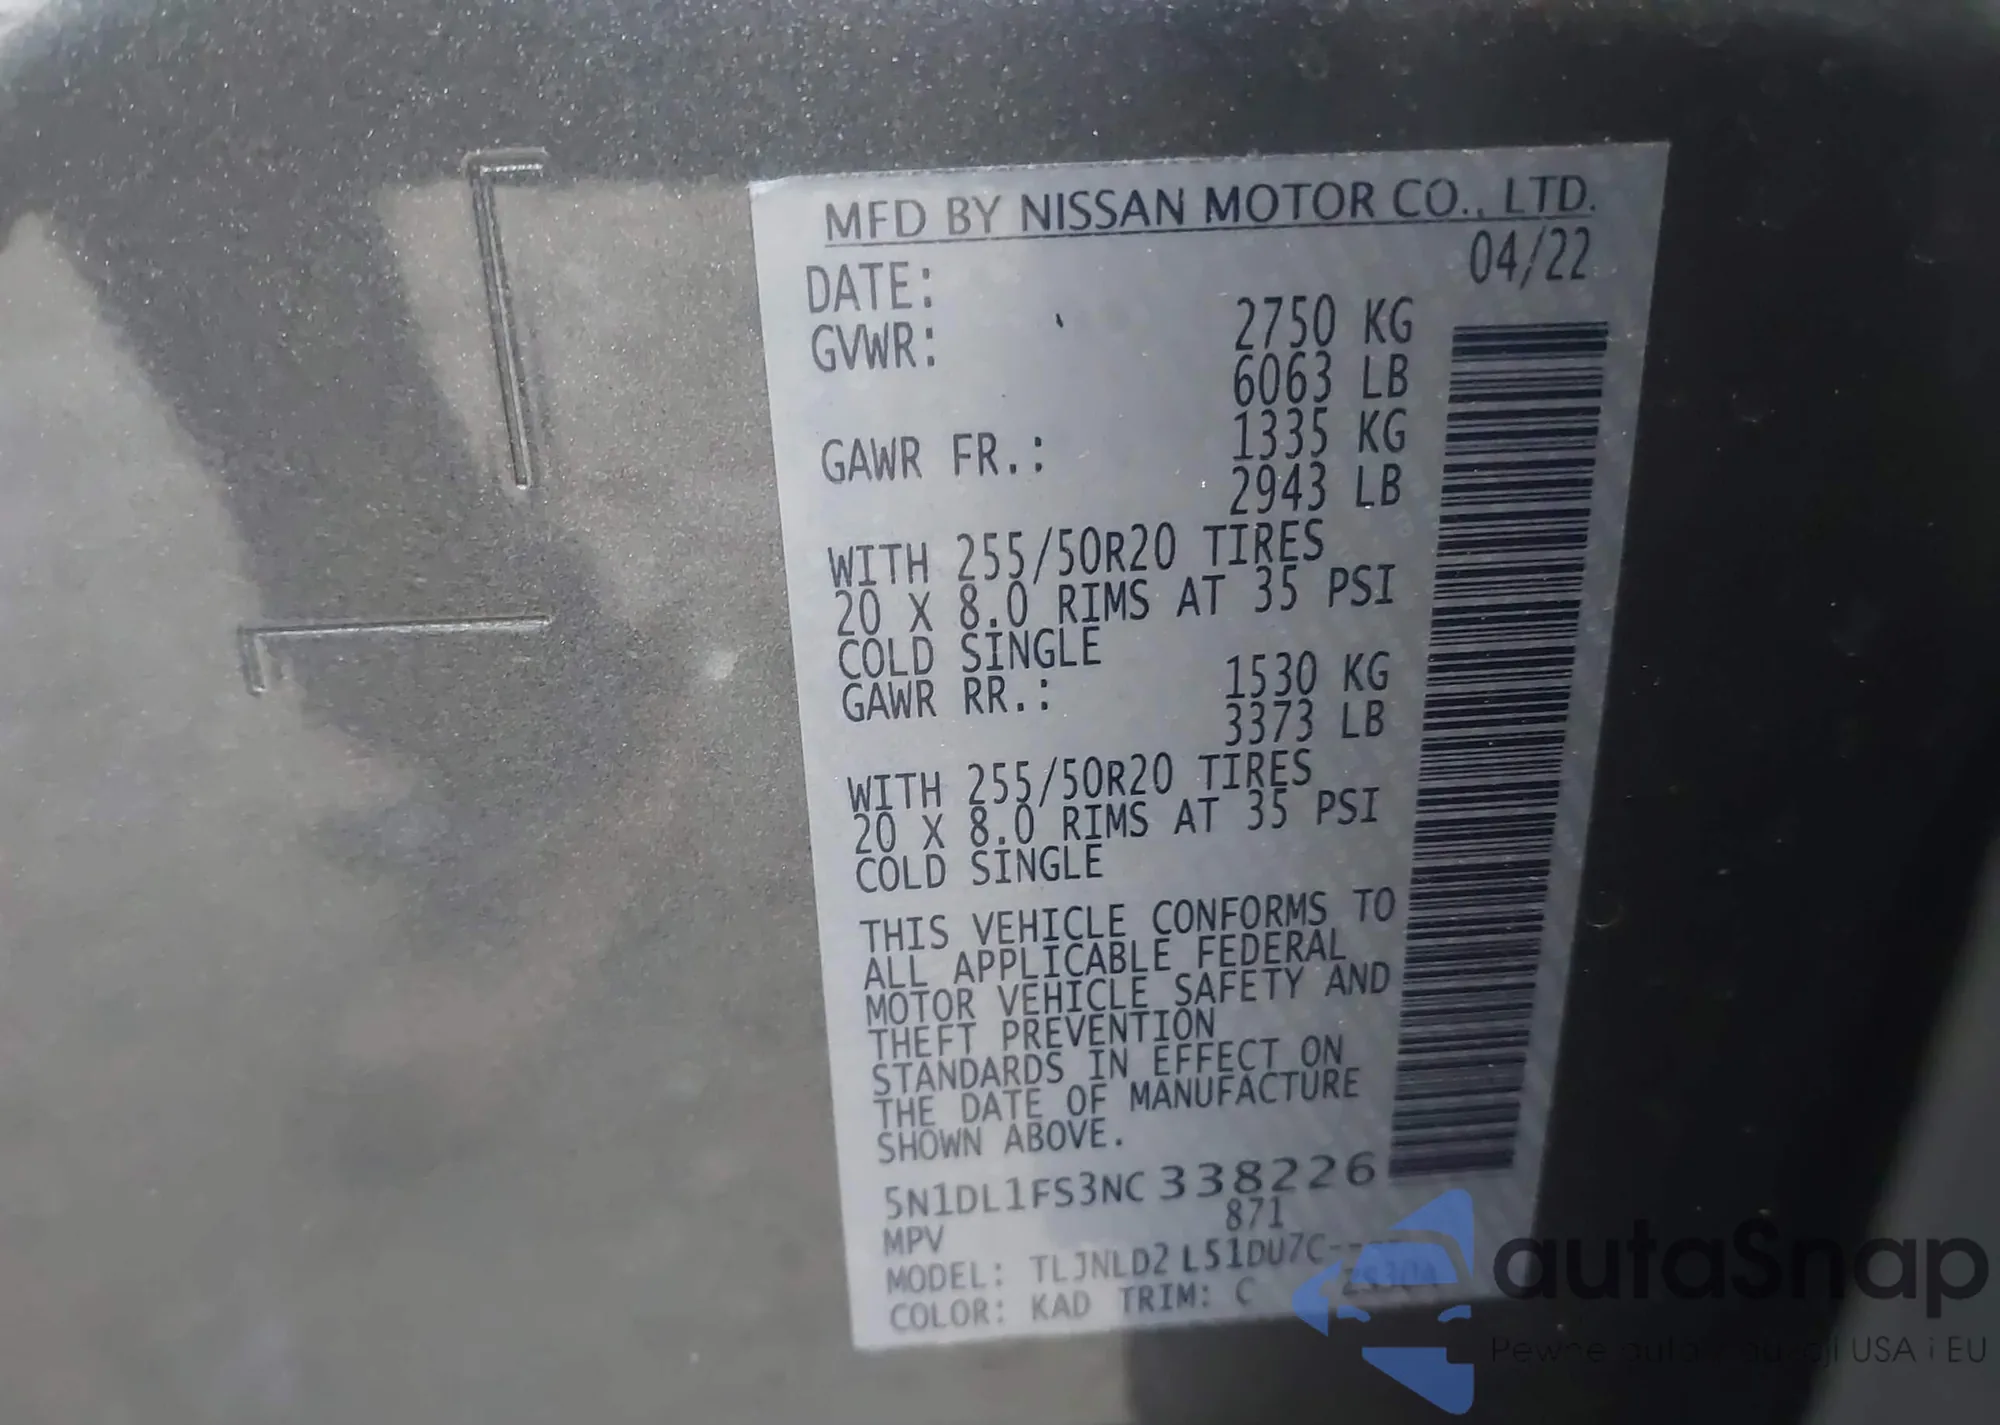 MFD BY NISSAN MOTOR CO., LTD.
DATE: 04/22
GVWR: 2750 KG
6063 LB
GAWR FR.: 1335 KG
2943 LB
WITH 255/50R20 TIRES
20 X 8.0 RIMS AT 35 PSI
COLD SINGLE
GAWR RR.: 1530 KG
3373 LB
WITH 255/50R20 TIRES
20 X 8.0 RIMS AT 35 PSI
COLD SINGLE
THIS VEHICLE CONFORMS TO
ALL APPLICABLE FEDERAL
MOTOR VEHICLE SAFETY AND
THEFT PREVENTION
STANDARDS IN EFFECT ON
THE DATE OF MANUFACTURE
SHOWN ABOVE.
5N1DL1FS3NC338226
MPV 871
MODEL: TLJNLD2 L51DU7C
COLOR: KAD TRIM: C
autaSnap
USA i EU